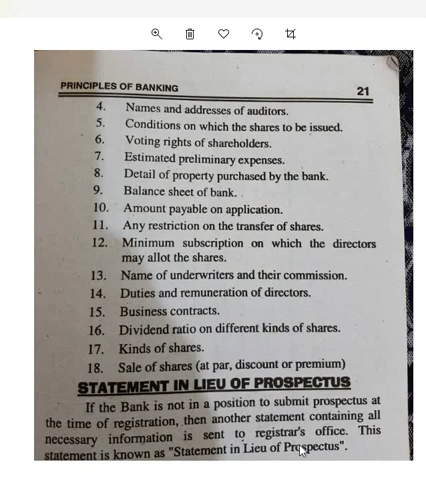 PRINCIPLES OF BANKING 21
4. Names and addresses of auditors.
5. Conditions on which the shares to be issued.
6. Voting rights of shareholders.
7. Estimated preliminary expenses.
8. Detail of property purchased by the bank.
9. Balance sheet of bank.
10. Amount payable on application.
11. Any restriction on the transfer of shares.
12. Minimum subscription on which the directors
may allot the shares.
13. Name of underwriters and their commission.
14. Duties and remuneration of directors.
15. Business contracts.
16. Dividend ratio on different kinds of shares.
17. Kinds of shares.
18. Sale of shares (at par, discount or premium)
STATEMENT IN LIEU OF PROSPECTUS
If the Bank is not in a position to submit prospectus at
the time of registration, then another statement containing all
necessary information is sent to registrar's office. This
statement is known as "Statement in Lieu of Prospectus".